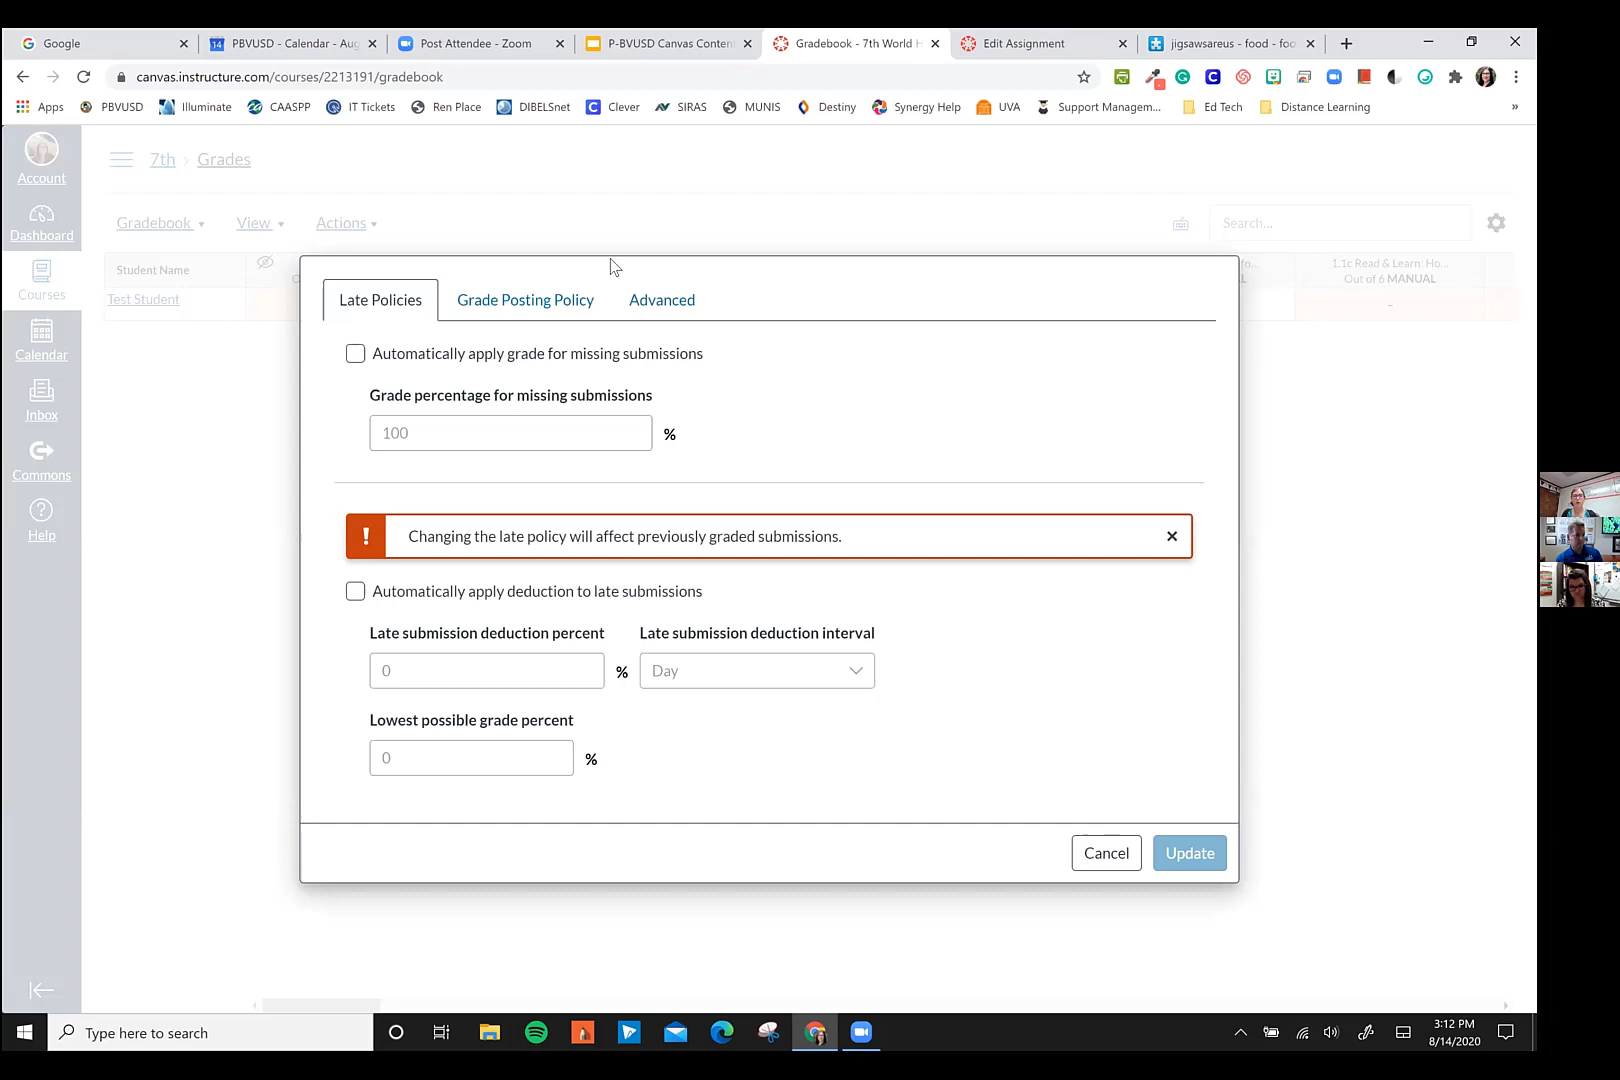 Google
PBVUSD - Calendar - Aug
Post Attendee - Zoom
P-BVUSD Canvas Conten
Gradebook - 7th World H
Edit Assignment
jigsawsareus - food - foo
canvas.instructure.com/courses/2213191/gradebook
Apps
PBVUSD
Illuminate
CAASPP
IT Tickets
Ren Place
DIBELSnet
Clever
SIRAS
MUNIS
Destiny
Synergy Help
UVA
Support Managem...
Ed Tech
Distance Learning
»
Account
Dashboard
Courses
Calendar
Inbox
Commons
Help
7th › Grades
Gradebook
View
Actions
Search...
Student Name
Test Student
1.1c Read & Learn: Ho...
Out of 6 MANUAL
–
Late Policies
Grade Posting Policy
Advanced
Automatically apply grade for missing submissions
Grade percentage for missing submissions
100 %
! Changing the late policy will affect previously graded submissions.
Automatically apply deduction to late submissions
Late submission deduction percent
Late submission deduction interval
0 %
Day
Lowest possible grade percent
0 %
Cancel
Update
Type here to search
3:12 PM
8/14/2020